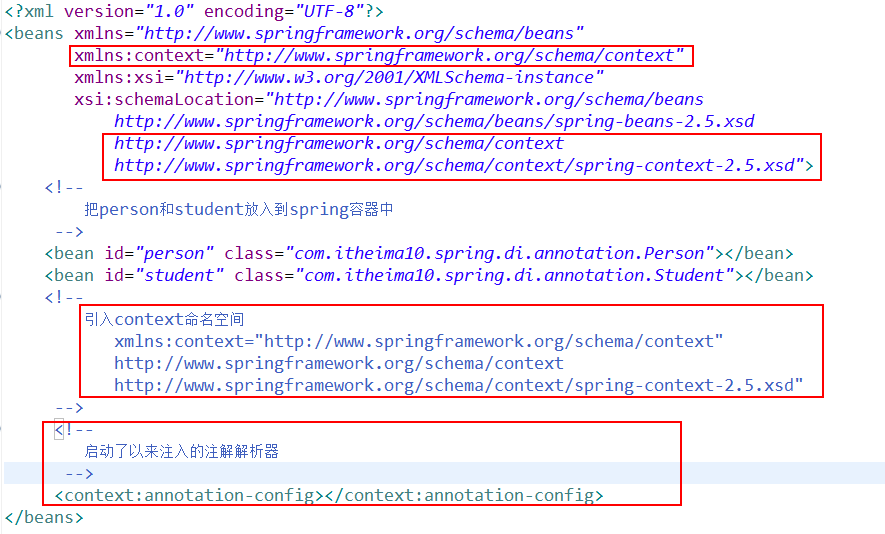 <?xml version="1.0" encoding="UTF-8"?>
<beans xmlns="http://www.springframework.org/schema/beans"
xmlns:context="http://www.springframework.org/schema/context"
xmlns:xsi="http://www.w3.org/2001/XMLSchema-instance"
xsi:schemaLocation="http://www.springframework.org/schema/beans
http://www.springframework.org/schema/beans/spring-beans-2.5.xsd
http://www.springframework.org/schema/context
http://www.springframework.org/schema/context/spring-context-2.5.xsd">
<!--
把person和student放入到spring容器中
-->
<bean id="person" class="com.itheima10.spring.di.annotation.Person"></bean>
<bean id="student" class="com.itheima10.spring.di.annotation.Student"></bean>
<!--
引入context命名空间
xmlns:context="http://www.springframework.org/schema/context"
http://www.springframework.org/schema/context
http://www.springframework.org/schema/context/spring-context-2.5.xsd"
-->
<!--
启动了以来注入的注解解析器
-->
<context:annotation-config></context:annotation-config>
</beans>